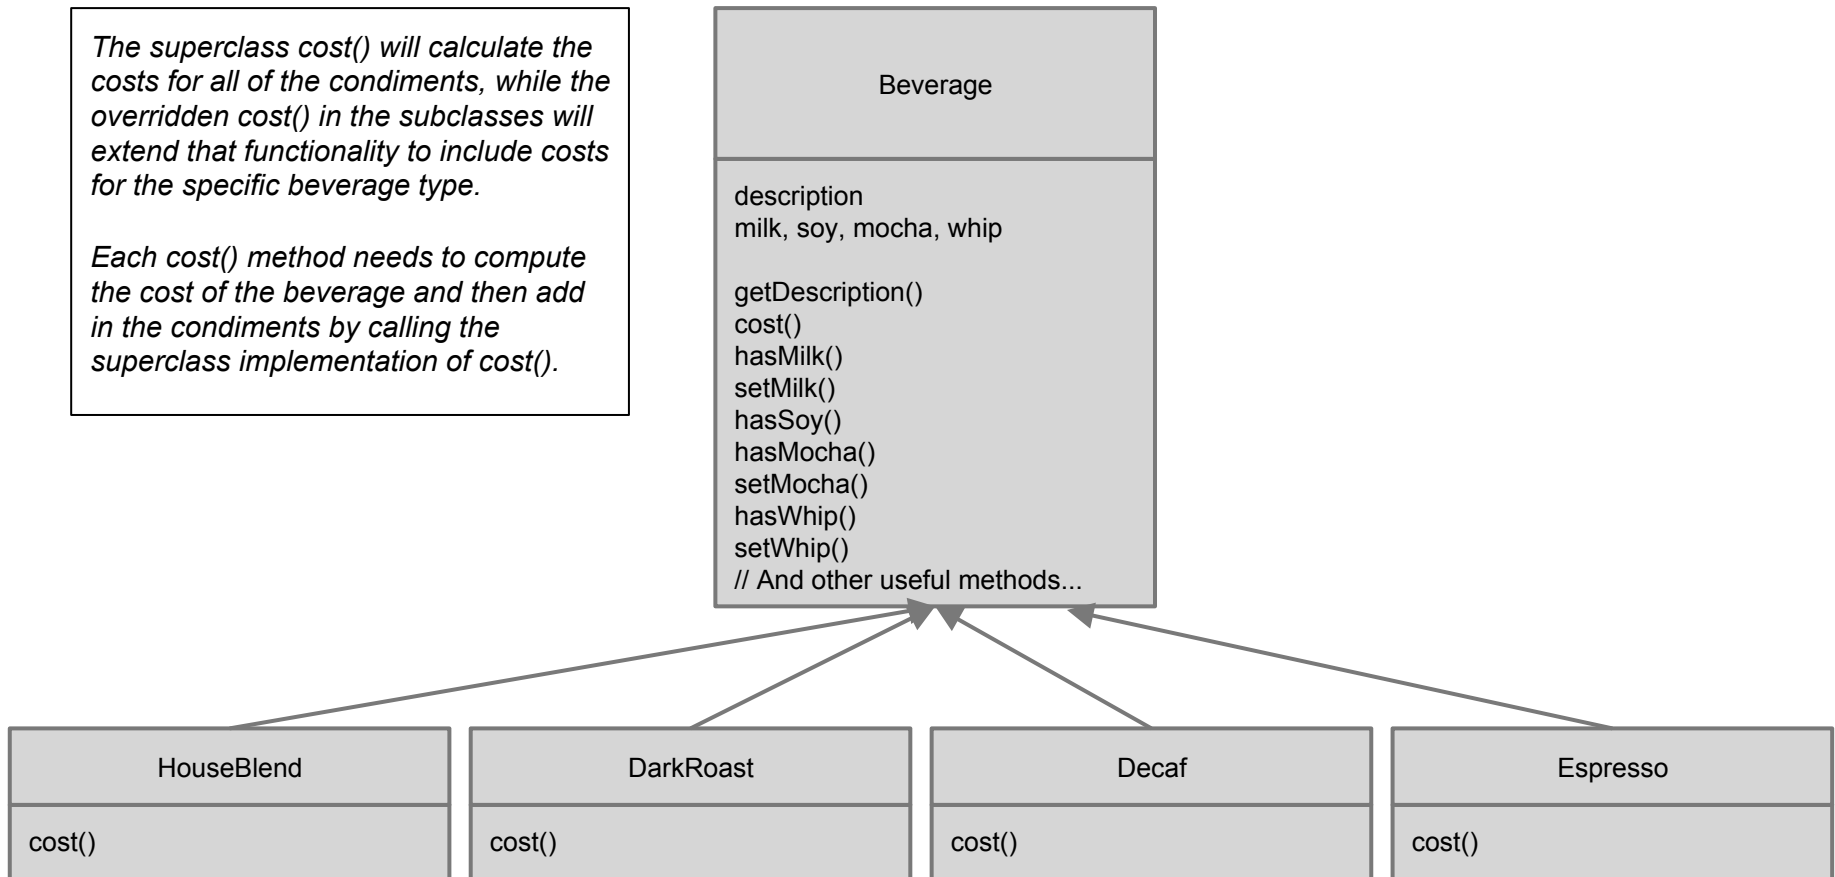 The superclass cost() will calculate the
costs for all of the condiments, while the
overridden cost() in the subclasses will
extend that functionality to include costs
for the specific beverage type.
Each cost() method needs to compute
the cost of the beverage and then add
in the condiments by calling the
superclass implementation of cost().
Beverage
description
milk, soy, mocha, whip
getDescription()
cost()
hasMilk()
setMilk()
hasSoy()
hasMocha()
setMocha()
hasWhip()
setWhip()
// And other useful methods...
HouseBlend
cost()
DarkRoast
cost()
Decaf
cost()
Espresso
cost()